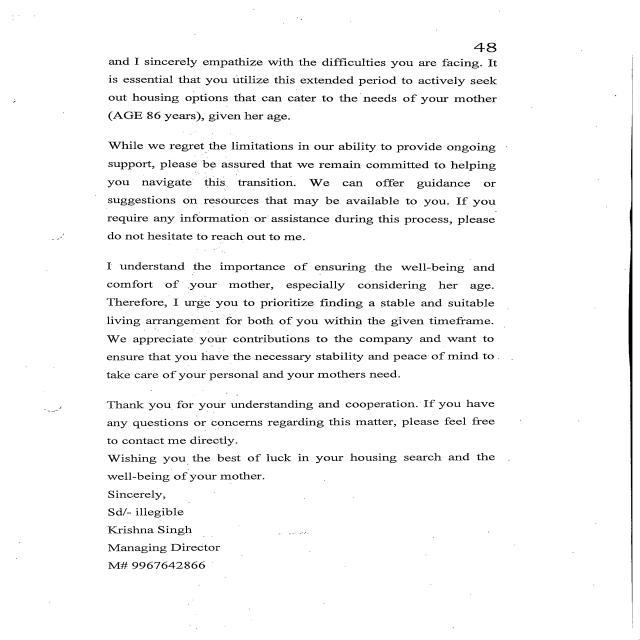 48
and I sincerely empathize with the difficulties you are facing. It
is essential that you utilize this extended period to actively seek
out housing options that can cater to the needs of your mother
(AGE 86 years), given her age.
While we regret the limitations in our ability to provide ongoing
support, please be assured that we remain committed to helping
you navigate this transition. We can offer guidance or
suggestions on resources that may be available to you. If you
require any information or assistance during this process, please
do not hesitate to reach out to me.
I understand the importance of ensuring the well-being and
comfort of your mother, especially considering her age.
Therefore, I urge you to prioritize finding a stable and suitable
living arrangement for both of you within the given timeframe.
We appreciate your contributions to the company and want to
ensure that you have the necessary stability and peace of mind to
take care of your personal and your mothers need.
Thank you for your understanding and cooperation. If you have
any questions or concerns regarding this matter, please feel free
to contact me directly.
Wishing you the best of luck in your housing search and the
well-being of your mother.
Sincerely,
Sd/- illegible
Krishna Singh
Managing Director
M# 9967642866